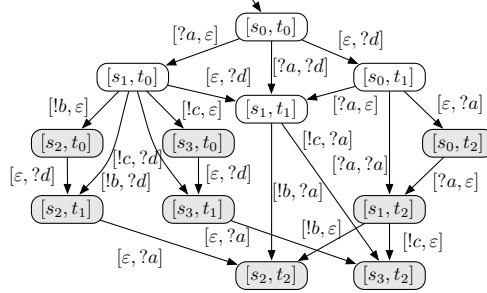 [s0, t0]
[?a, ε] [ε, ?d]
[?a, ?d]
[s1, t0] [s0, t1]
[ε, ?d] [?a, ε] [ε, ?a]
[!b, ε] [!c, ε] [s1, t1]
[s2, t0] [s3, t0] [s0, t2]
[!c, ?a]
[!c, ?d] [?a, ?a]
[ε, ?d] [!b, ?d] [ε, ?d] [?a, ε]
[!b, ?a]
[s2, t1] [s3, t1] [s1, t2]
[ε, ?a] [ε, ?a] [!b, ε] [!c, ε]
[s2, t2] [s3, t2]